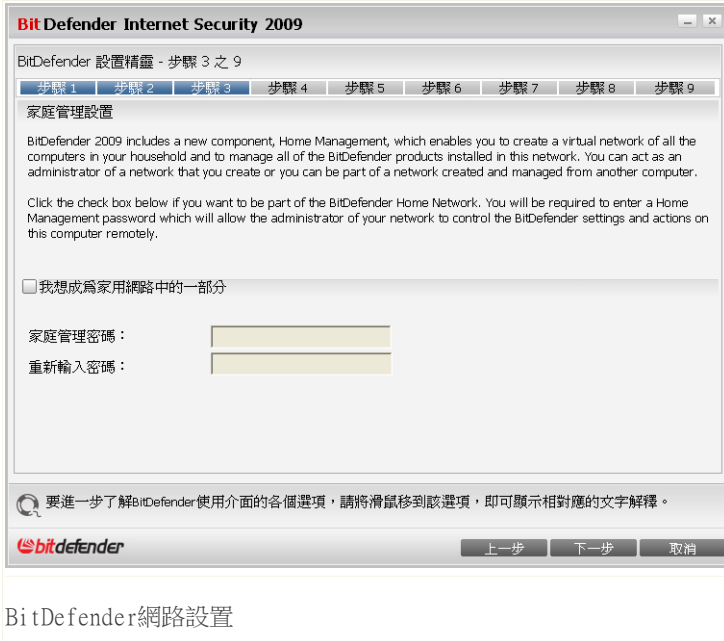 BitDefender Internet Security 2009
BitDefender 設置精靈 - 步驟 3 之 9
步驟 1 步驟 2 步驟 3 步驟 4 步驟 5 步驟 6 步驟 7 步驟 8 步驟 9
家庭管理設置
BitDefender 2009 includes a new component, Home Management, which enables you to create a virtual network of all the
computers in your household and to manage all of the BitDefender products installed in this network. You can act as an
administrator of a network that you create or you can be part of a network created and managed from another computer.
Click the check box below if you want to be part of the BitDefender Home Network. You will be required to enter a Home
Management password which will allow the administrator of your network to control the BitDefender settings and actions on
this computer remotely.
我想成爲家用網路中的一部分
家庭管理密碼：
重新輸入密碼：
要進一步了解BitDefender使用介面的各個選項，請將滑鼠移到該選項，即可顯示相對應的文字解釋。
bitdefender
上一步 下一步 取消
BitDefender網路設置